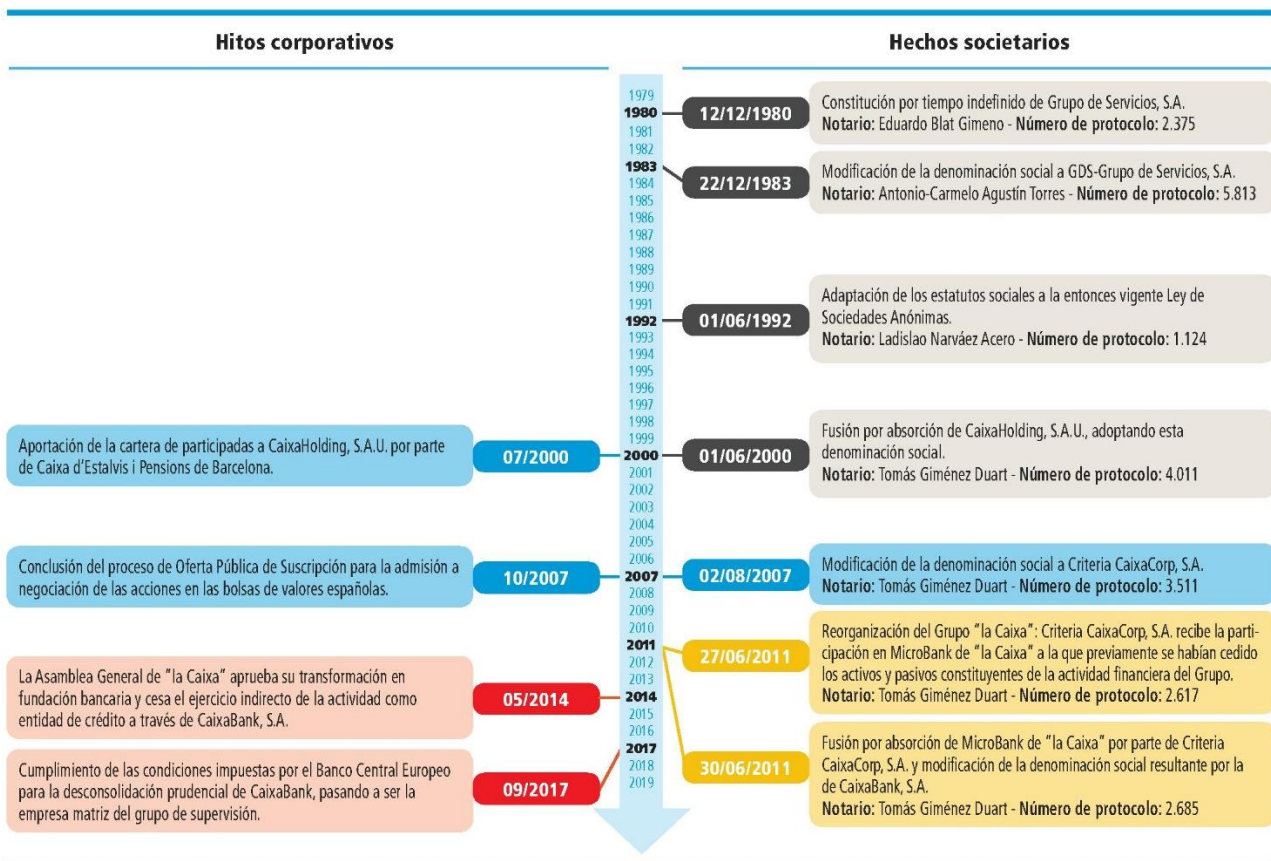 Hitos corporativos
Hechos societarios
1979
1980
1981
1982
1983
1984
1985
1986
1987
1988
1989
1990
1991
1992
1993
1994
1995
1996
1997
1998
1999
2000
2001
2002
2003
2004
2005
2006
2007
2008
2009
2010
2011
2012
2013
2014
2015
2016
2017
2018
2019
Aportación de la cartera de participadas a CaixaHolding, S.A.U. por parte
de Caixa d'Estalvis i Pensions de Barcelona.
07/2000
Conclusión del proceso de Oferta Pública de Suscripción para la admisión a
negociación de las acciones en las bolsas de valores españolas.
10/2007
La Asamblea General de "la Caixa" aprueba su transformación en
fundación bancaria y cesa el ejercicio indirecto de la actividad como
entidad de crédito a través de CaixaBank, S.A.
05/2014
Cumplimiento de las condiciones impuestas por el Banco Central Europeo
para la desconsolidación prudencial de CaixaBank, pasando a ser la
empresa matriz del grupo de supervisión.
09/2017
12/12/1980
Constitución por tiempo indefinido de Grupo de Servicios, S.A.
Notario: Eduardo Blat Gimeno - Número de protocolo: 2.375
22/12/1983
Modificación de la denominación social a GDS-Grupo de Servicios, S.A.
Notario: Antonio-Carmelo Agustín Torres - Número de protocolo: 5.813
01/06/1992
Adaptación de los estatutos sociales a la entonces vigente Ley de
Sociedades Anónimas.
Notario: Ladislao Narváez Acero - Número de protocolo: 1.124
01/06/2000
Fusión por absorción de CaixaHolding, S.A.U., adoptando esta
denominación social.
Notario: Tomás Giménez Duart - Número de protocolo: 4.011
02/08/2007
Modificación de la denominación social a Criteria CaixaCorp, S.A.
Notario: Tomás Giménez Duart - Número de protocolo: 3.511
27/06/2011
Reorganización del Grupo "la Caixa": Criteria CaixaCorp, S.A. recibe la parti-
cipación en MicroBank de "la Caixa" a la que previamente se habían cedido
los activos y pasivos constituyentes de la actividad financiera del Grupo.
Notario: Tomás Giménez Duart - Número de protocolo: 2.617
30/06/2011
Fusión por absorción de MicroBank de "la Caixa" por parte de Criteria
CaixaCorp, S.A. y modificación de la denominación social resultante por la
de CaixaBank, S.A.
Notario: Tomás Giménez Duart - Número de protocolo: 2.685